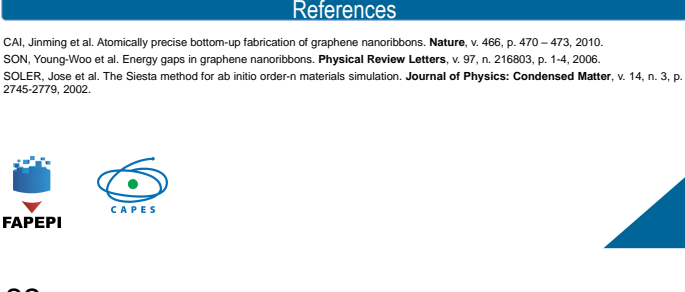 References
CAI, Jinming et al. Atomically precise bottom-up fabrication of graphene nanoribbons. Nature, v. 466, p. 470 – 473, 2010.
SON, Young-Woo et al. Energy gaps in graphene nanoribbons. Physical Review Letters, v. 97, n. 216803, p. 1-4, 2006.
SOLER, Jose et al. The Siesta method for ab initio order-n materials simulation. Journal of Physics: Condensed Matter, v. 14, n. 3, p.
2745-2779, 2002.
FAPEPI
CAPES